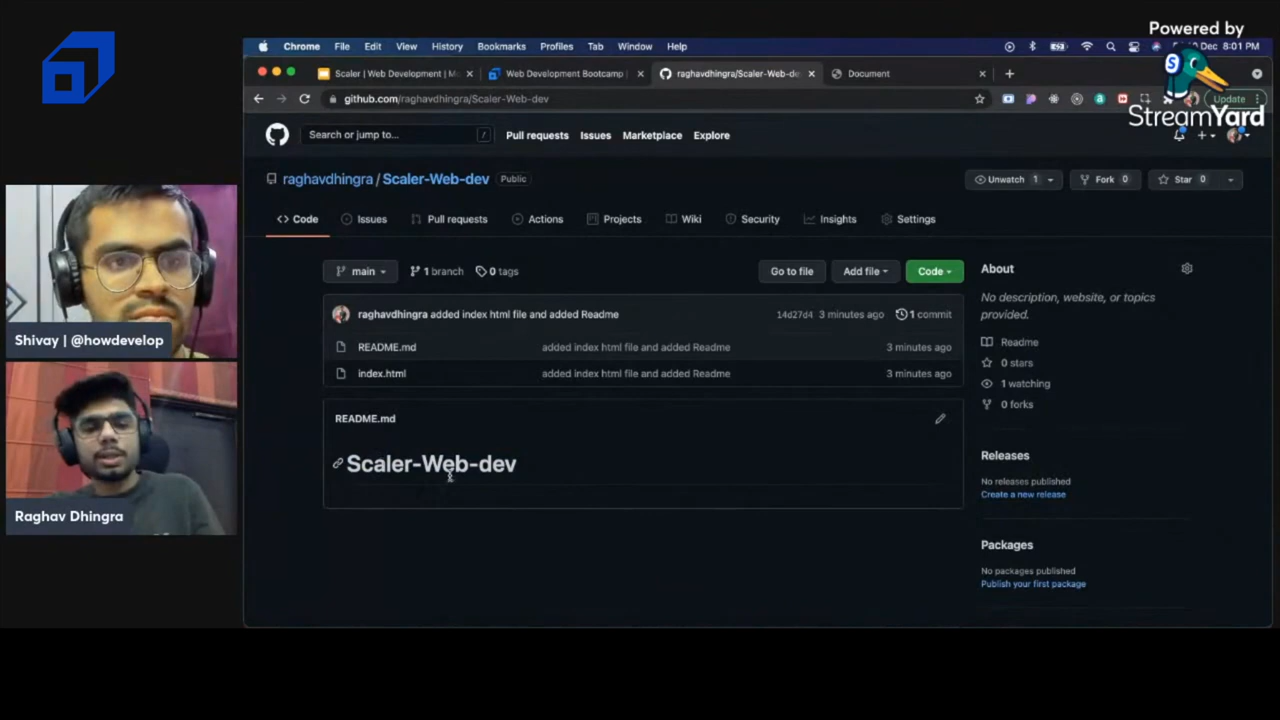 Powered by
StreamYard
Chrome File Edit View History Bookmarks Profiles Tab Window Help
Dec 8:01 PM
Scaler | Web Development | M
Web Development Bootcamp |
raghavdhingra/Scaler-Web-de
Document
github.com/raghavdhingra/Scaler-Web-dev
Update
Search or jump to... /
Pull requests Issues Marketplace Explore
raghavdhingra / Scaler-Web-dev Public
Unwatch 1 Fork 0 Star 0
Code Issues Pull requests Actions Projects Wiki Security Insights Settings
main 1 branch 0 tags Go to file Add file Code
raghavdhingra added index html file and added Readme 14d27d4 3 minutes ago 1 commit
README.md added index html file and added Readme 3 minutes ago
index.html added index html file and added Readme 3 minutes ago
README.md
Scaler-Web-dev
About
No description, website, or topics
provided.
Readme
0 stars
1 watching
0 forks
Releases
No releases published
Create a new release
Packages
No packages published
Publish your first package
Shivay | @howdevelop
Raghav Dhingra